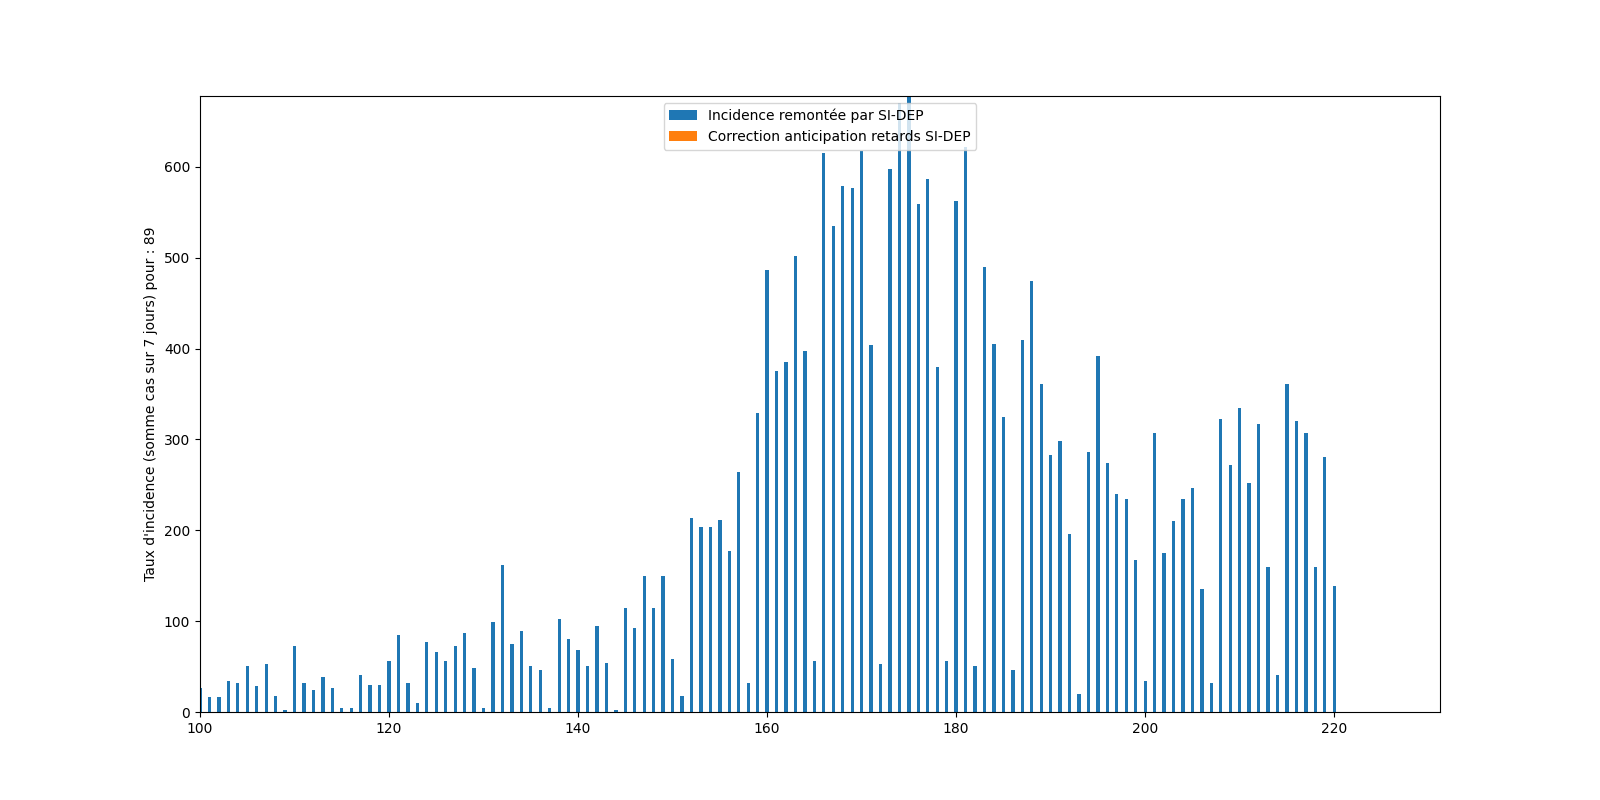 Incidence remontée par SI-DEP
Correction anticipation retards SI-DEP
Taux d'incidence (somme cas sur 7 jours) pour : 89
600
500
400
300
200
100
0
100 120 140 160 180 200 220